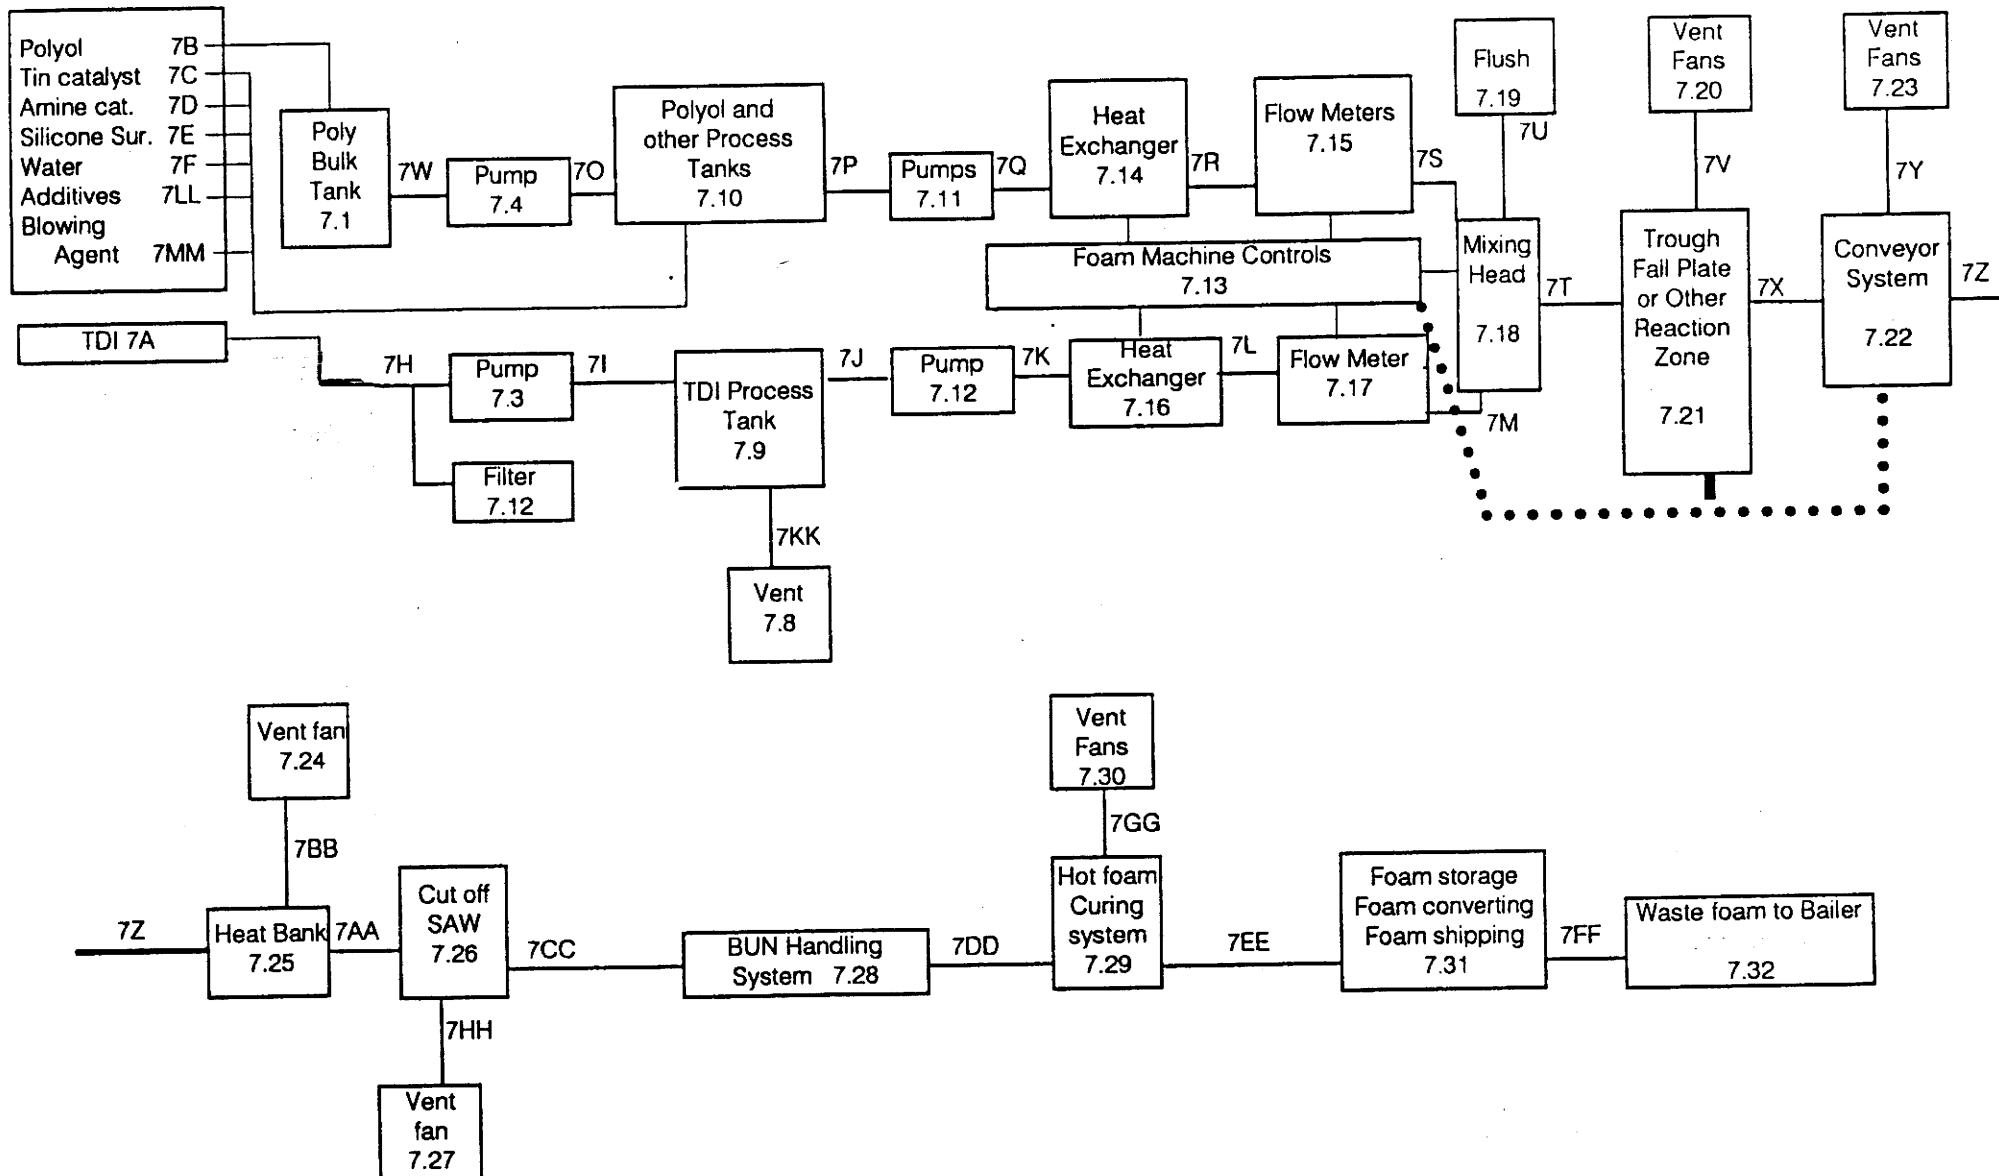 Polyol 7B
Tin catalyst 7C
Amine cat. 7D
Silicone Sur. 7E
Water 7F
Additives 7LL
Blowing
Agent 7MM
Poly
Bulk
Tank
7.1
7W
Pump
7.4
7O
Polyol and
other Process
Tanks
7.10
7P
Pumps
7.11
7Q
Heat
Exchanger
7.14
7R
Flow Meters
7.15
7S
Flush
7.19
7U
Vent
Fans
7.20
7V
Vent
Fans
7.23
7Y
Foam Machine Controls
7.13
Mixing
Head
7.18
7T
Trough
Fall Plate
or Other
Reaction
Zone
7.21
7X
Conveyor
System
7.22
7Z
TDI 7A
7H
Pump
7.3
7I
Filter
7.12
TDI Process
Tank
7.9
7J
Pump
7.12
7K
Heat
Exchanger
7.16
7L
Flow Meter
7.17
7M
7KK
Vent
7.8
Vent fan
7.24
7BB
7Z
Heat Bank
7.25
7AA
Cut off
SAW
7.26
7HH
Vent
fan
7.27
7CC
BUN Handling
System 7.28
7DD
Vent
Fans
7.30
7GG
Hot foam
Curing
system
7.29
7EE
Foam storage
Foam converting
Foam shipping
7.31
7FF
Waste foam to Bailer
7.32